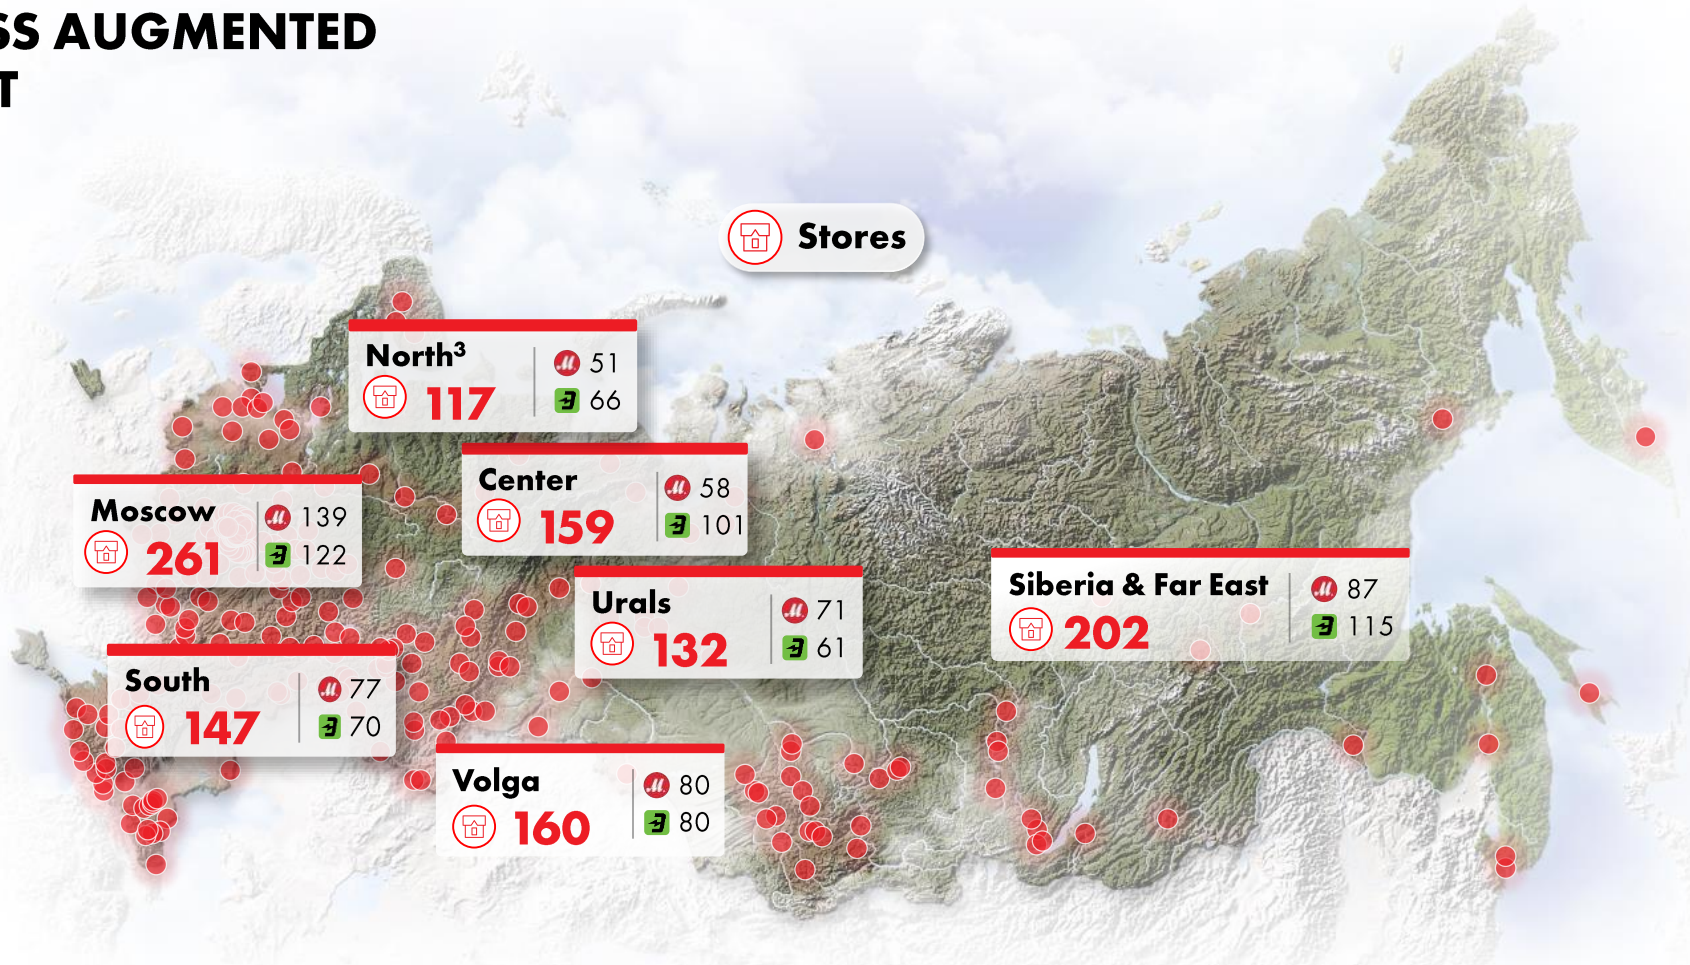 SS AUGMENTED
T
Stores
North³
117
51
66
Center
159
58
101
Moscow
261
139
122
Urals
132
71
61
Siberia & Far East
202
87
115
South
147
77
70
Volga
160
80
80